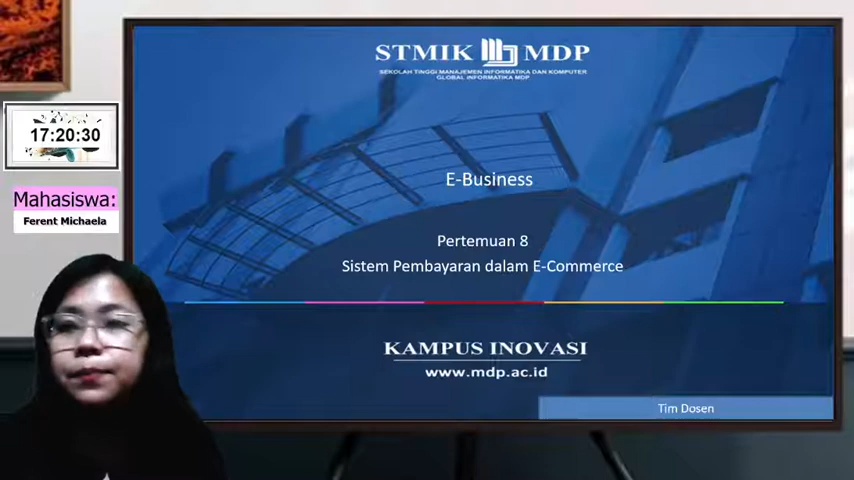 STMIK MDP
SEKOLAH TINGGI MANAJEMEN INFORMATIKA DAN KOMPUTER
GLOBAL INFORMATIKA MDP
17:20:30
Mahasiswa:
Ferent Michaela
E-Business
Pertemuan 8
Sistem Pembayaran dalam E-Commerce
KAMPUS INOVASI
www.mdp.ac.id
Tim Dosen